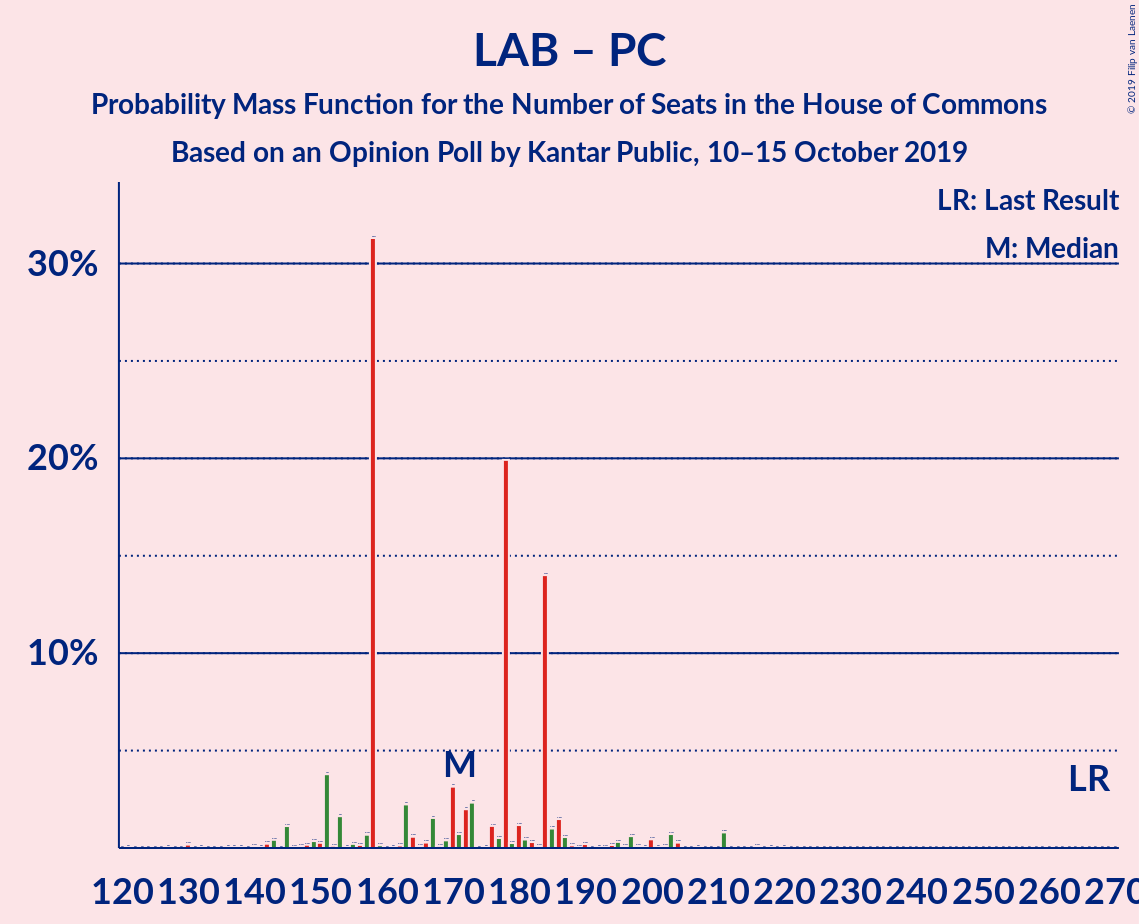 LAB – PC
Probability Mass Function for the Number of Seats in the House of Commons
Based on an Opinion Poll by Kantar Public, 10–15 October 2019
© 2019 Filip van Laenen
LR: Last Result
M: Median
30%
20%
10%
M
LR
120 130 140 150 160 170 180 190 200 210 220 230 240 250 260 270